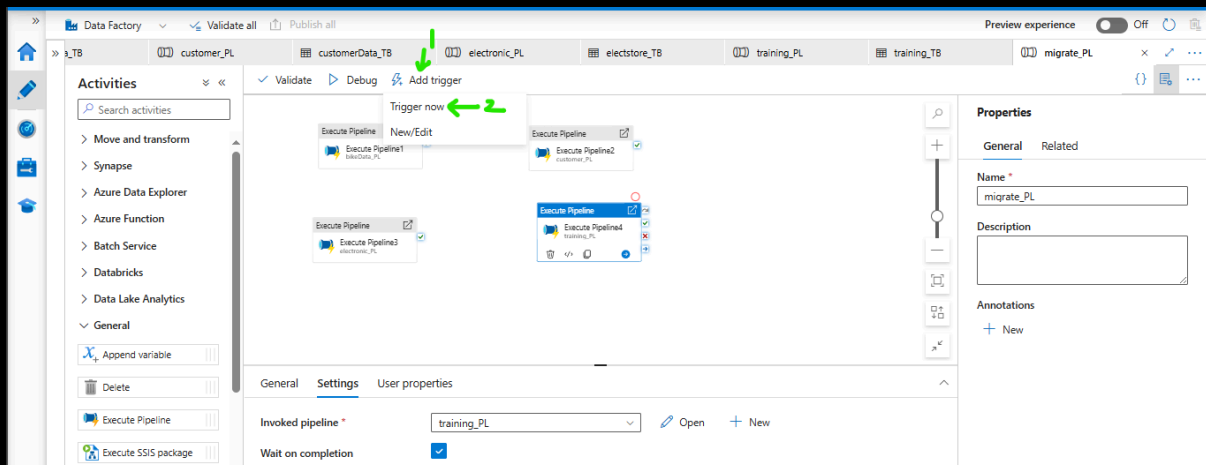 »
Data Factory
Validate all
Publish all
Preview experience
Off
» a_TB
customer_PL
customerData_TB
electronic_PL
electstore_TB
training_PL
training_TB
migrate_PL
×
...
1
Activities
«
Validate
Debug
Add trigger
{}
...
Search activities
Trigger now
2
New/Edit
Move and transform
Synapse
Azure Data Explorer
Azure Function
Batch Service
Databricks
Data Lake Analytics
General
Append variable
Delete
Execute Pipeline
Execute SSIS package
Execute Pipeline
Execute Pipeline1
bikeData_PL
Execute Pipeline
Execute Pipeline2
customer_PL
Execute Pipeline
Execute Pipeline3
electronic_PL
Execute Pipeline
Execute Pipeline4
training_PL
Properties
General
Related
Name *
migrate_PL
Description
Annotations
+ New
General
Settings
User properties
Invoked pipeline *
training_PL
Open
+ New
Wait on completion